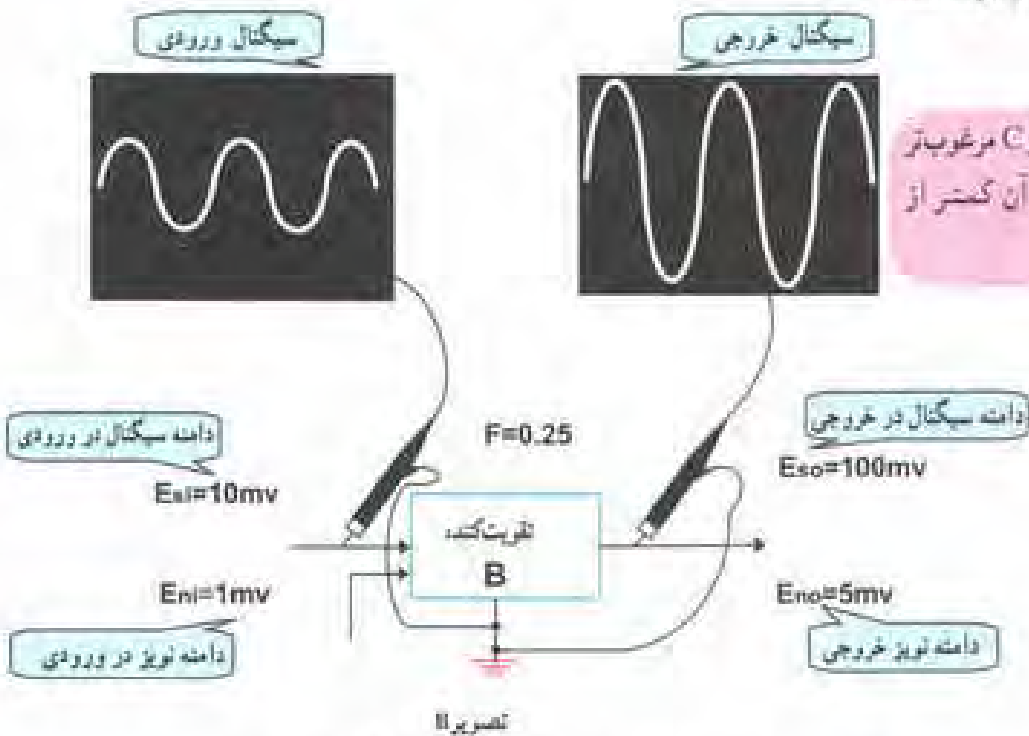 سیگنال ورودی
سیگنال خروجی
مرغوب‌تر C
آن کمتر از
دامنه سیگنال در ورودی
Esi=10mv
F=0.25
دامنه سیگنال در خروجی
Eso=100mv
تقویت‌کننده
B
Eni=1mv
دامنه نویز در ورودی
Eno=5mv
دامنه نویز خروجی
تصویر II